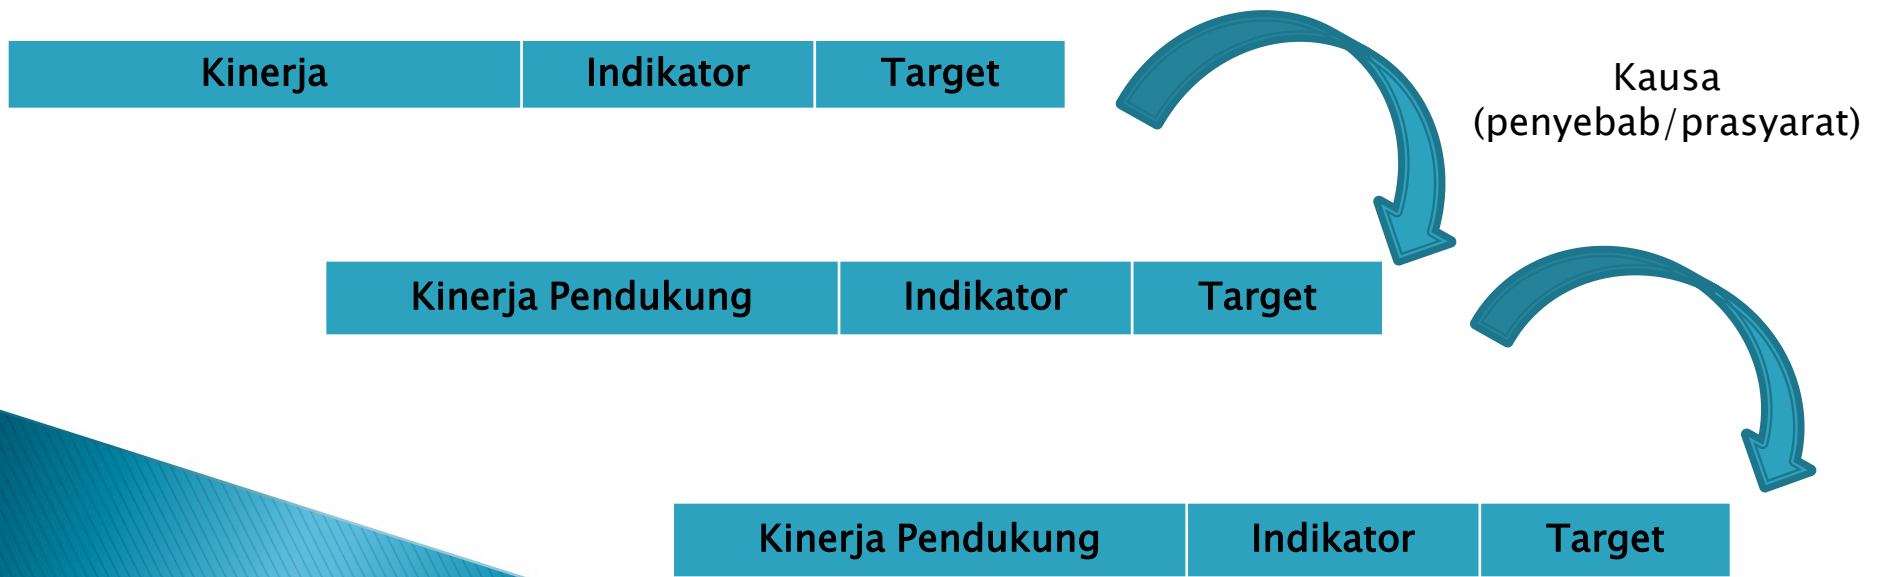 Kinerja Indikator Target
Kausa
(penyebab/prasyarat)
Kinerja Pendukung Indikator Target
Kinerja Pendukung Indikator Target